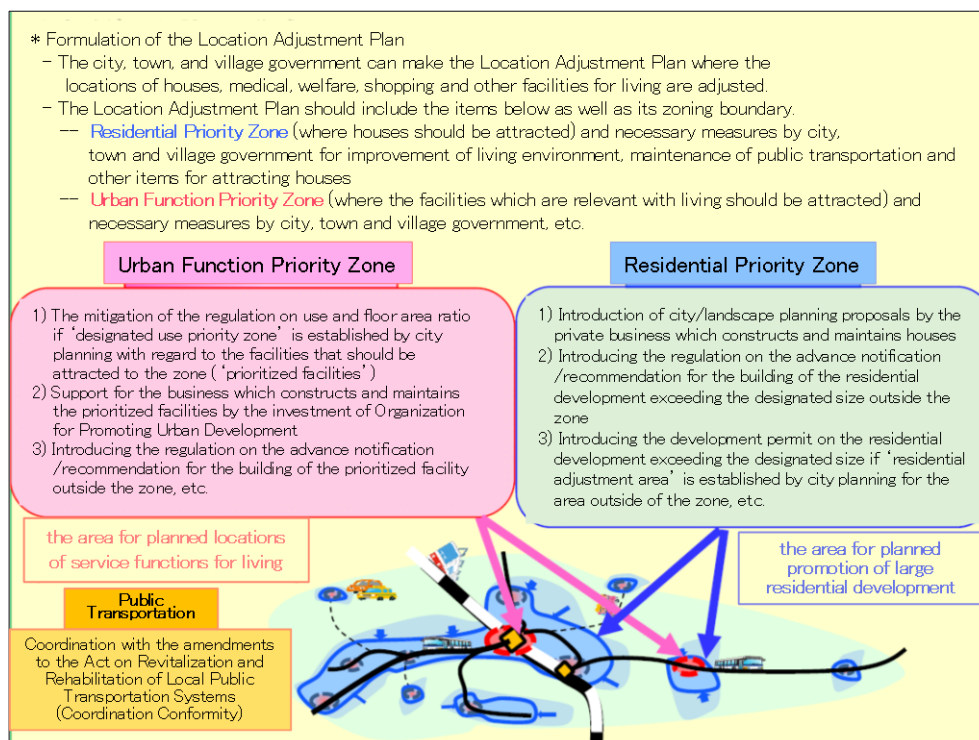 * Formulation of the Location Adjustment Plan
- The city, town, and village government can make the Location Adjustment Plan where the
locations of houses, medical, welfare, shopping and other facilities for living are adjusted.
- The Location Adjustment Plan should include the items below as well as its zoning boundary.
-- Residential Priority Zone (where houses should be attracted) and necessary measures by city,
town and village government for improvement of living environment, maintenance of public transportation and
other items for attracting houses
-- Urban Function Priority Zone (where the facilities which are relevant with living should be attracted) and
necessary measures by city, town and village government, etc.
Urban Function Priority Zone
1) The mitigation of the regulation on use and floor area ratio
if ‘designated use priority zone’ is established by city
planning with regard to the facilities that should be
attracted to the zone (‘prioritized facilities’)
2) Support for the business which constructs and maintains
the prioritized facilities by the investment of Organization
for Promoting Urban Development
3) Introducing the regulation on the advance notification
/recommendation for the building of the prioritized facility
outside the zone, etc.
Residential Priority Zone
1) Introduction of city/landscape planning proposals by the
private business which constructs and maintains houses
2) Introducing the regulation on the advance notification
/recommendation for the building of the residential
development exceeding the designated size outside the
zone
3) Introducing the development permit on the residential
development exceeding the designated size if ‘residential
adjustment area’ is established by city planning for the
area outside of the zone, etc.
the area for planned locations
of service functions for living
the area for planned
promotion of large
residential development
Public
Transportation
Coordination with the amendments
to the Act on Revitalization and
Rehabilitation of Local Public
Transportation Systems
(Coordination Conformity)